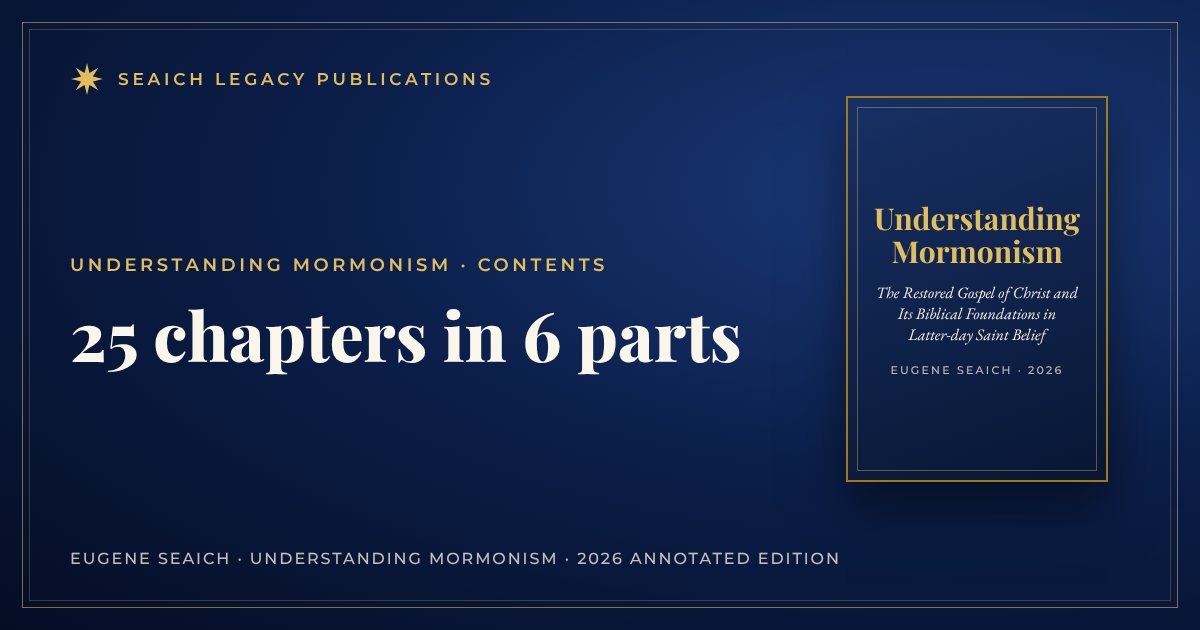 SEAICH LEGACY PUBLICATIONS
UNDERSTANDING MORMONISM · CONTENTS
25 chapters in 6 parts
Understanding
Mormonism
The Restored Gospel of Christ and
Its Biblical Foundations in
Latter-day Saint Belief
EUGENE SEAICH · 2026
EUGENE SEAICH · UNDERSTANDING MORMONISM · 2026 ANNOTATED EDITION